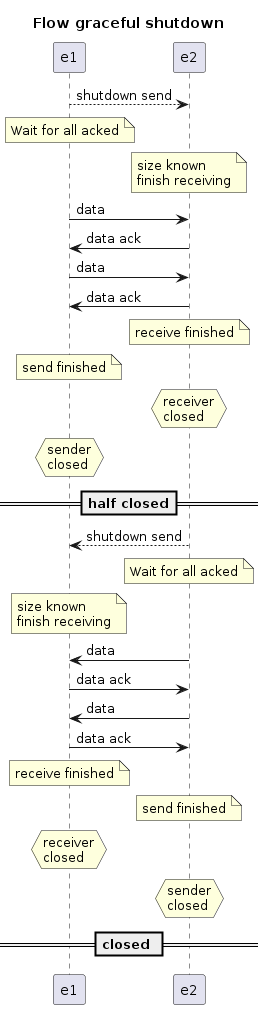 Flow graceful shutdown
e1
e2
shutdown send
Wait for all acked
size known
finish receiving
data
data ack
data
data ack
receive finished
send finished
receiver
closed
sender
closed
half closed
shutdown send
Wait for all acked
size known
finish receiving
data
data ack
data
data ack
receive finished
send finished
receiver
closed
sender
closed
closed
e1
e2